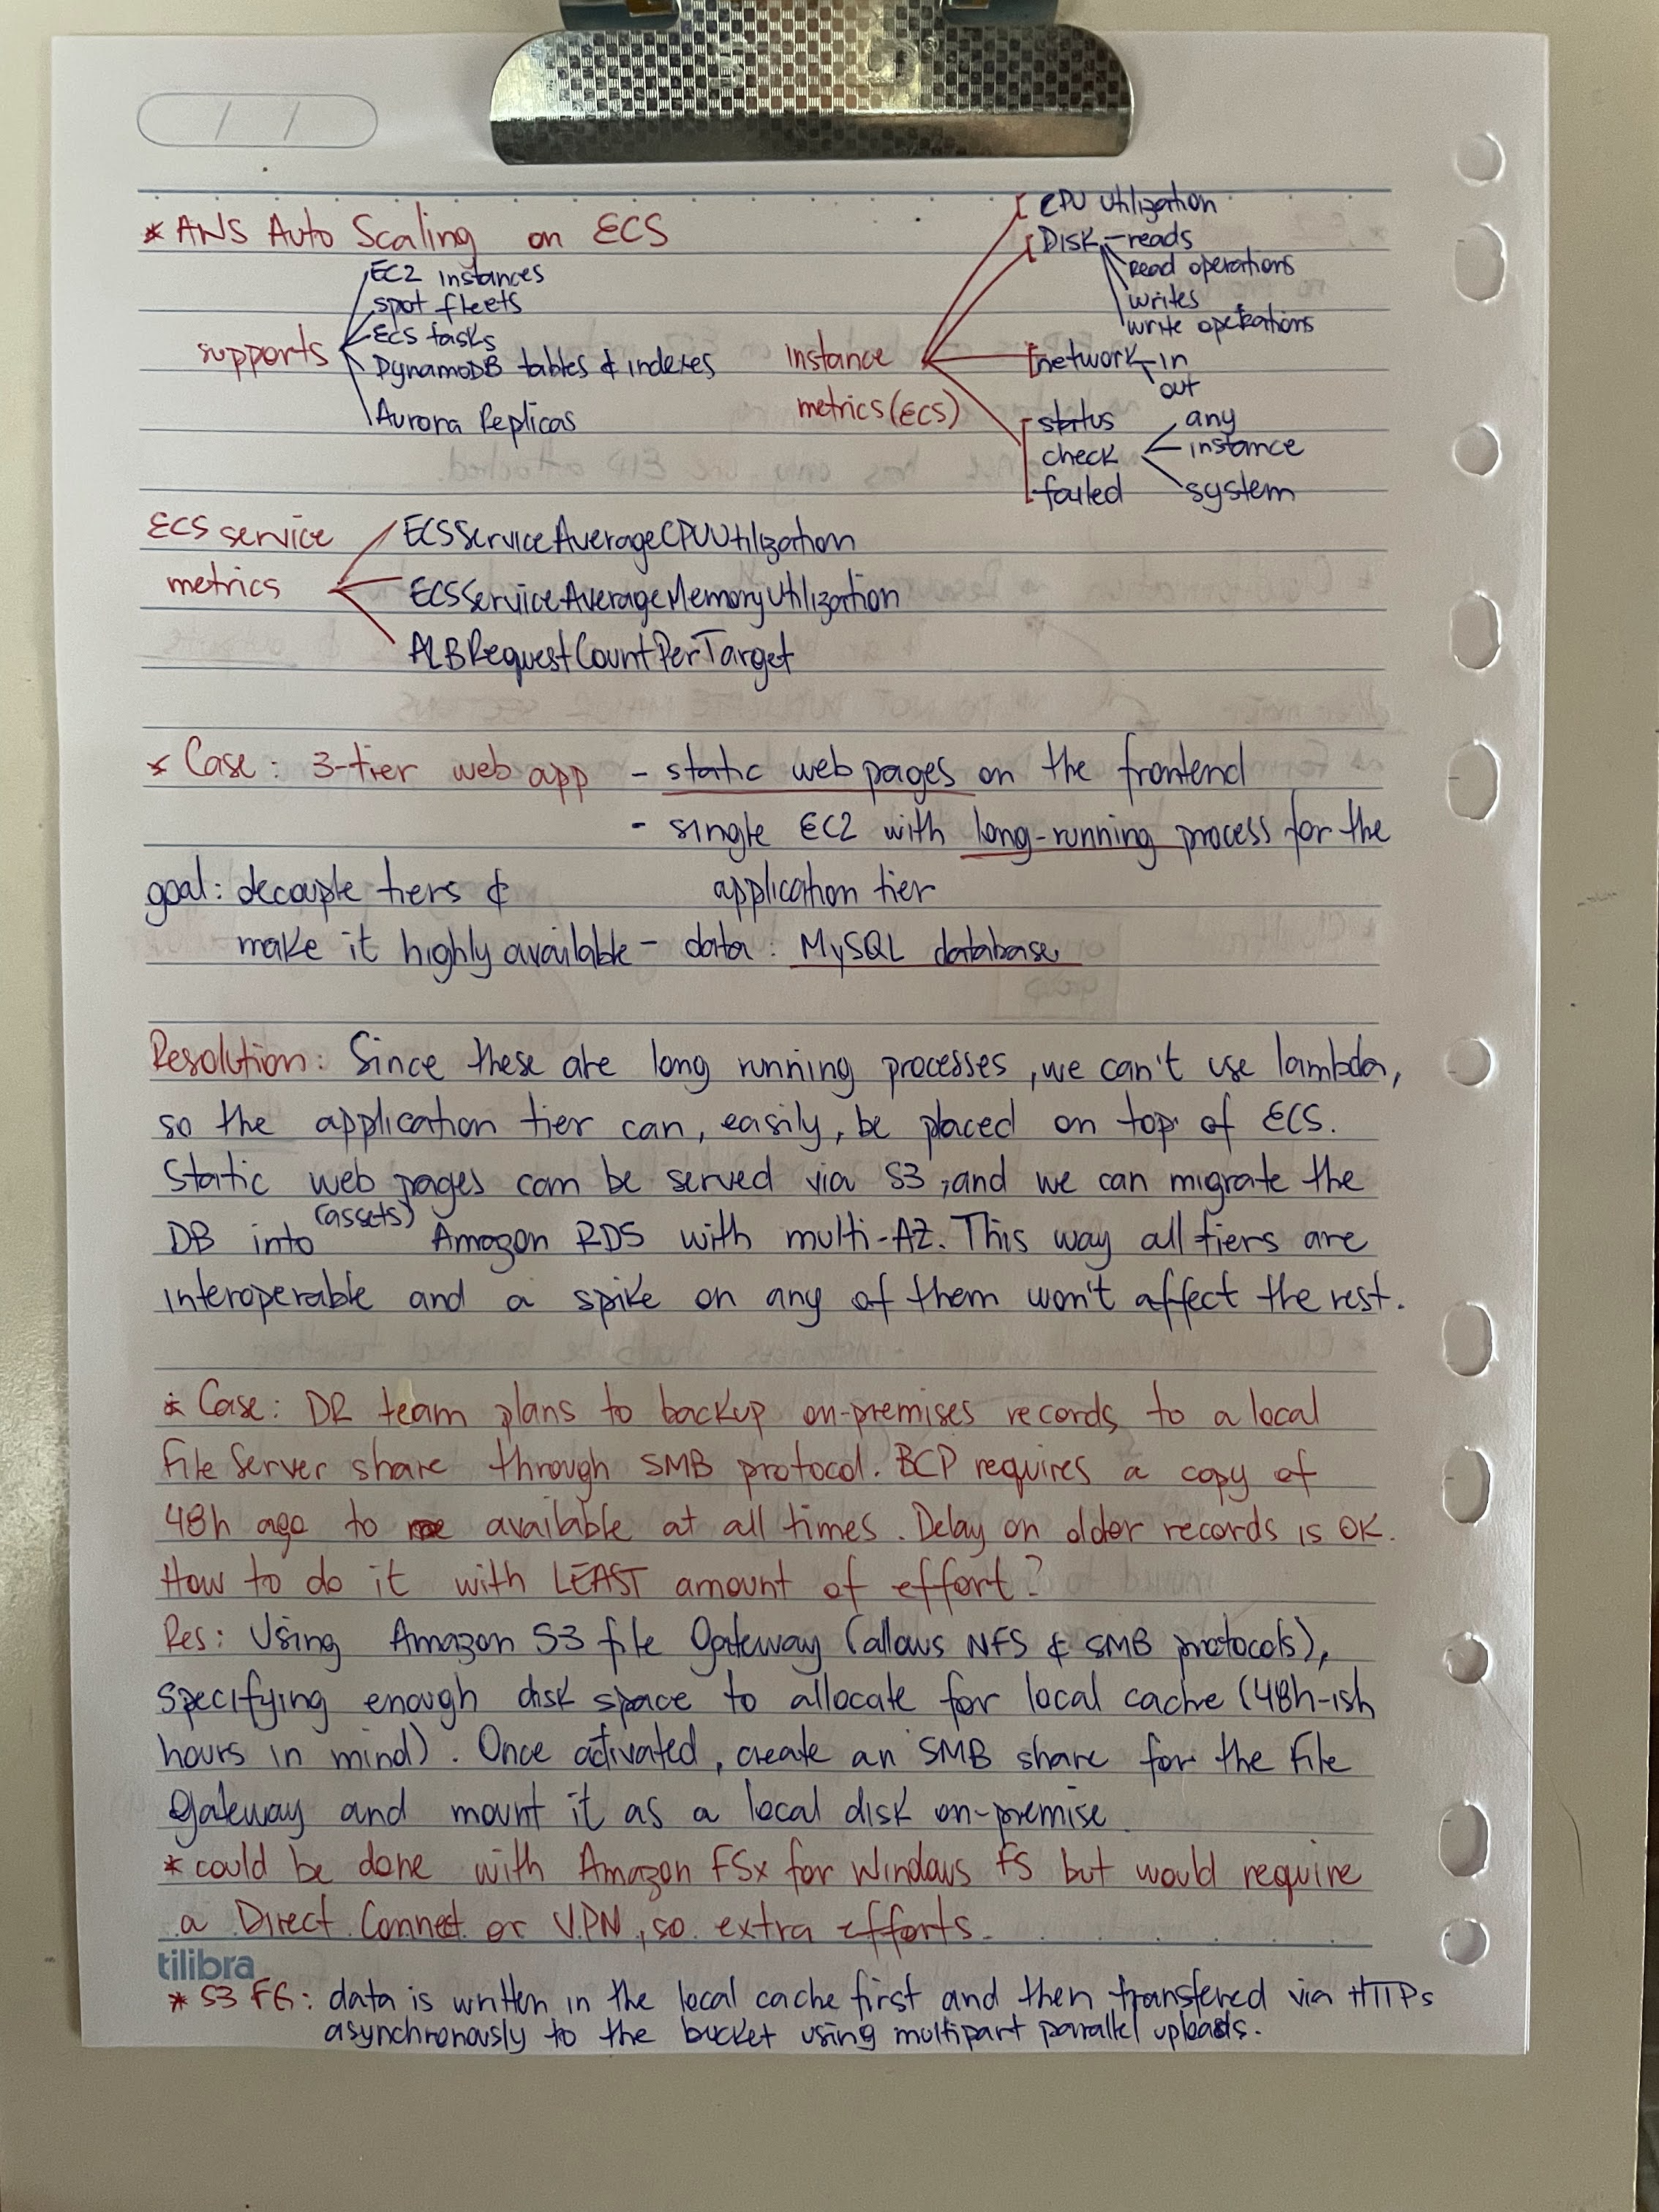 / /
* AWS Auto Scaling on ECS
supports
EC2 instances
spot fleets
ECS tasks
DynamoDB tables & indexes
Aurora Replicas
instance
metrics (ECS)
CPU Utilization
DISK - reads
read operations
writes
write operations
network - in
out
status
check
failed
any
instance
system
ECS service
metrics
ECSServiceAverageCPUUtilization
ECSServiceAverageMemoryUtilization
ALBRequestCountPerTarget
* Case: 3-tier web app - static web pages on the frontend
- single EC2 with long-running process for the
application tier
goal: decouple tiers &
make it highly available
- data: MySQL database
Resolution: Since these are long running processes, we can't use lambda,
so the application tier can, easily, be placed on top of ECS.
Static web pages can be served via S3, and we can migrate the
(assets)
DB into Amazon RDS with multi-AZ. This way all tiers are
interoperable and a spike on any of them won't affect the rest.
* Case: DR team plans to backup on-premises records to a local
file server share through SMB protocol. BCP requires a copy of
48h ago to available at all times. Delay on older records is OK.
How to do it with LEAST amount of effort?
Res: Using Amazon S3 file Gateway (allows NFS & SMB protocols),
specifying enough disk space to allocate for local cache (48h-ish
hours in mind). Once activated, create an SMB share for the File
Gateway and mount it as a local disk on-premise.
* could be done with Amazon FSx for Windows FS but would require
a Direct Connect or VPN, so extra efforts.
tilibra
* S3 FG: data is written in the local cache first and then transfered via HTTPs
asynchronously to the bucket using multipart parallel uploads.